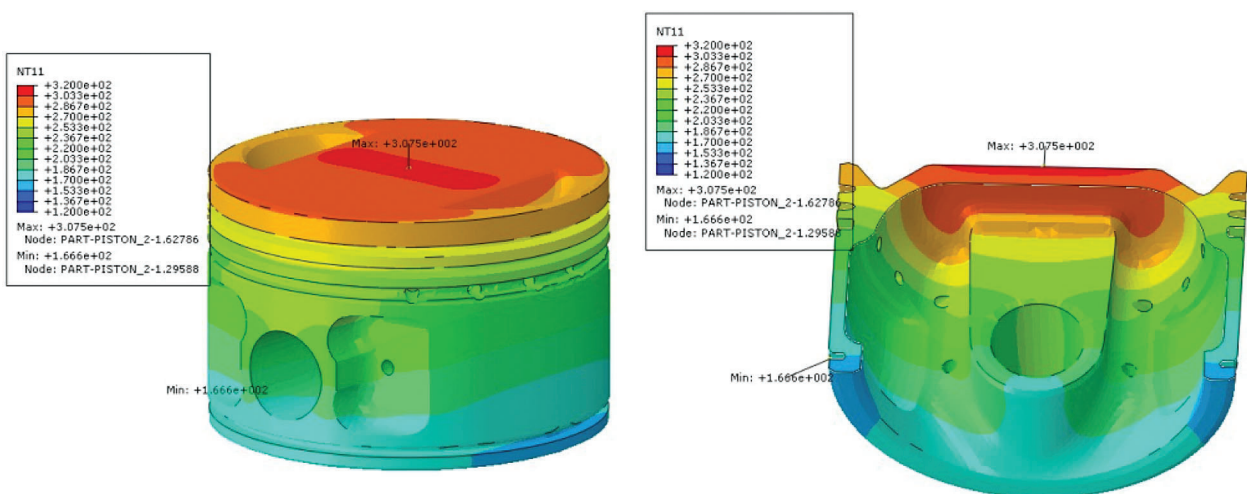 NT11
+3.200e+02
+3.033e+02
+2.867e+02
+2.700e+02
+2.533e+02
+2.367e+02
+2.200e+02
+2.033e+02
+1.867e+02
+1.700e+02
+1.533e+02
+1.367e+02
+1.200e+02
Max: +3.075e+02
Node: PART-PISTON_2-1.62786
Min: +1.666e+02
Node: PART-PISTON_2-1.29588
Max: +3.075e+002
Min: +1.666e+002
NT11
+3.200e+02
+3.033e+02
+2.867e+02
+2.700e+02
+2.533e+02
+2.367e+02
+2.200e+02
+2.033e+02
+1.867e+02
+1.700e+02
+1.533e+02
+1.367e+02
+1.200e+02
Max: +3.075e+02
Node: PART-PISTON_2-1.62786
Min: +1.666e+02
Node: PART-PISTON_2-1.29588
Max: +3.075e+002
Min: +1.666e+002